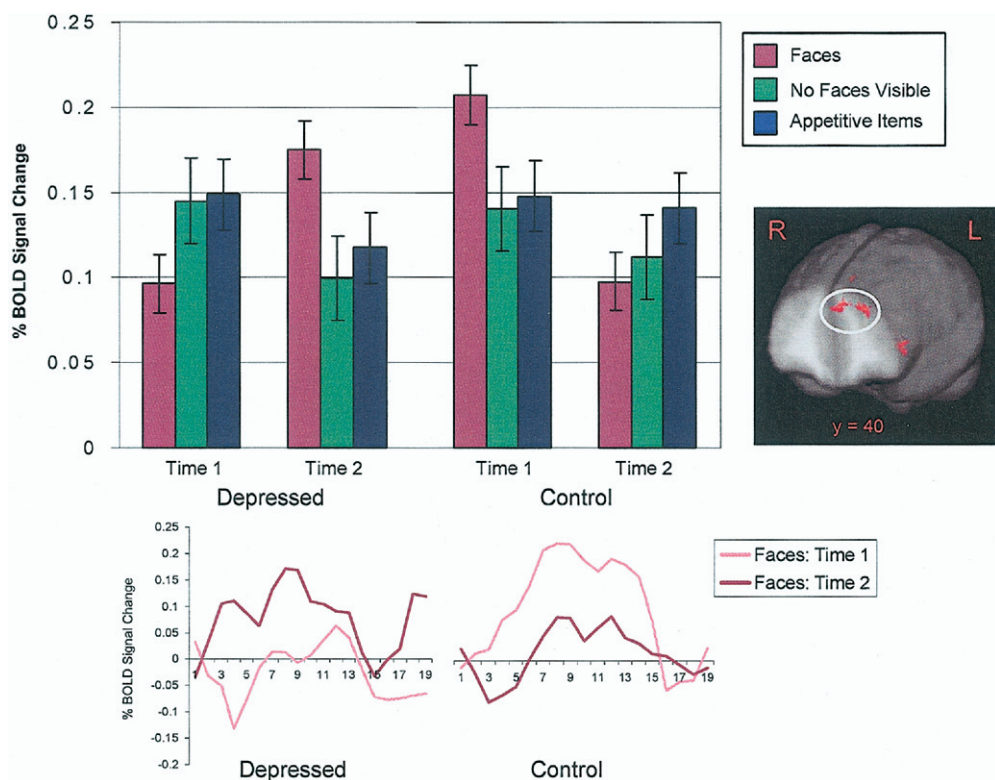 0.25
0.2
0.15
0.1
0.05
0
% BOLD Signal Change
Time 1
Time 2
Time 1
Time 2
Depressed
Control
Faces
No Faces Visible
Appetitive Items
R
L
y = 40
0.25
0.2
0.15
0.1
0.05
0
-0.05
-0.1
-0.15
-0.2
% BOLD Signal Change
1 3 5 7 9 11 13 15 17 19
1 3 5 7 9 11 13 15 17 19
Depressed
Control
Faces: Time 1
Faces: Time 2